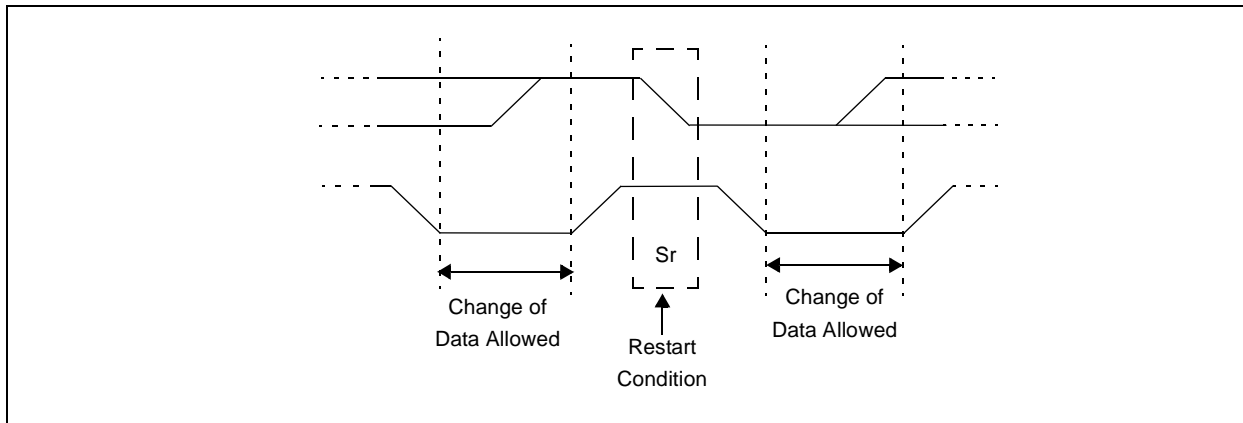 Sr
Change of
Data Allowed
Restart
Condition
Change of
Data Allowed